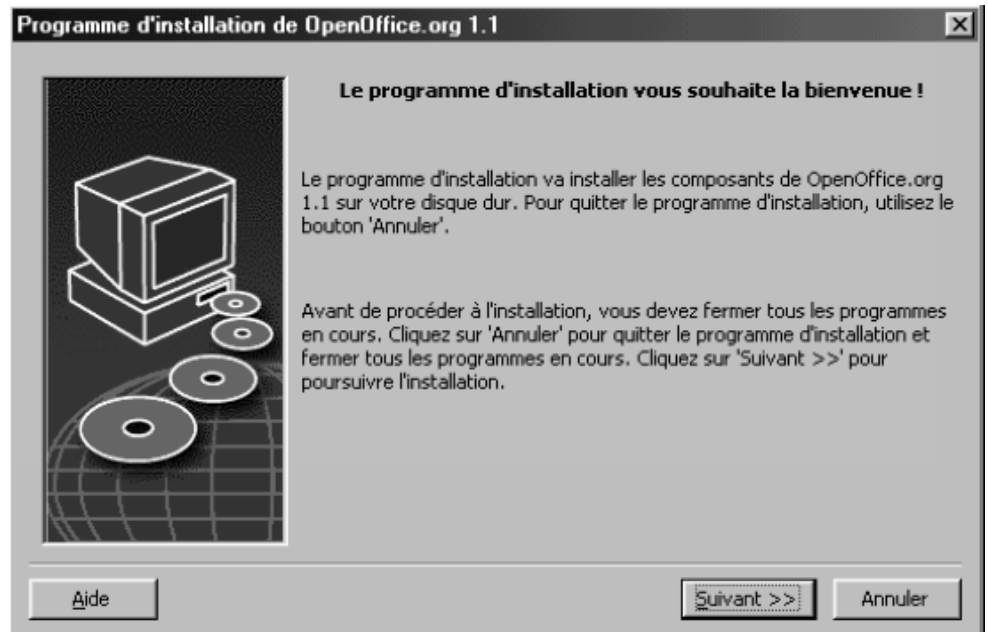 Programme d'installation de OpenOffice.org 1.1
Le programme d'installation vous souhaite la bienvenue !
Le programme d'installation va installer les composants de OpenOffice.org
1.1 sur votre disque dur. Pour quitter le programme d'installation, utilisez le
bouton 'Annuler'.
Avant de procéder à l'installation, vous devez fermer tous les programmes
en cours. Cliquez sur 'Annuler' pour quitter le programme d'installation et
fermer tous les programmes en cours. Cliquez sur 'Suivant >>' pour
poursuivre l'installation.
Aide
Suivant >>
Annuler